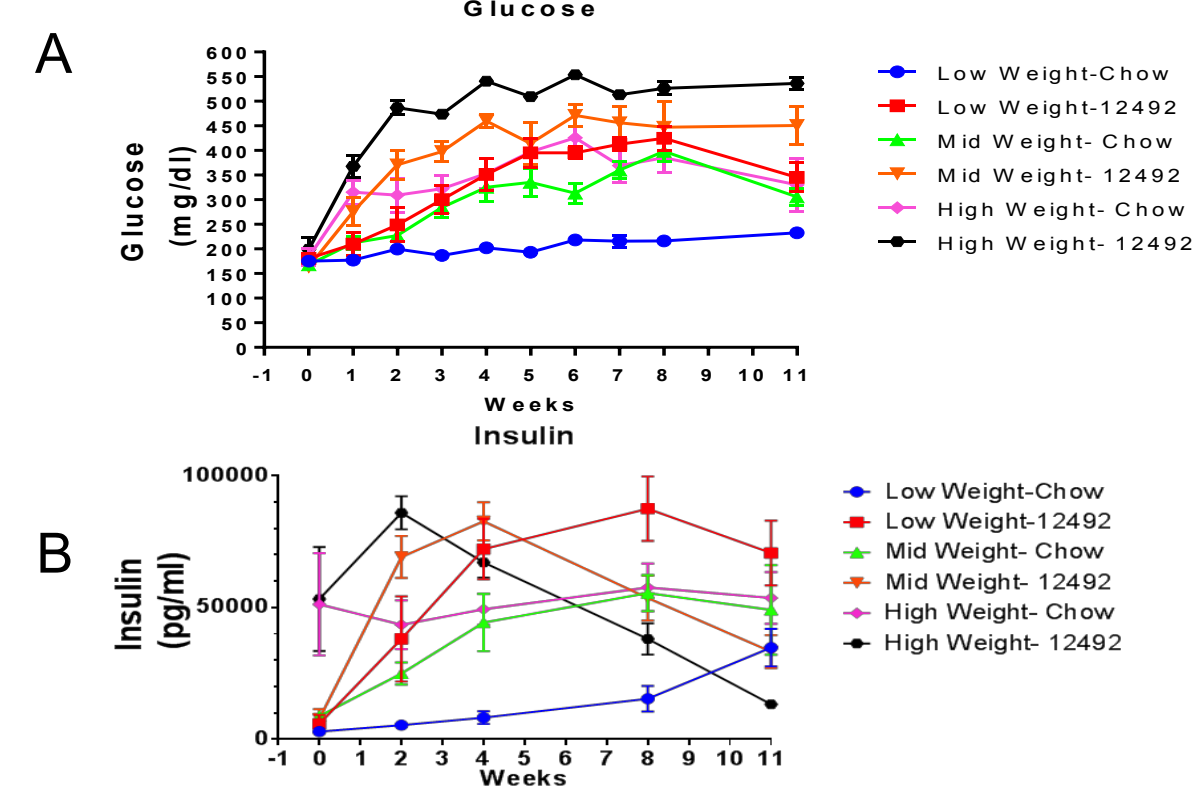 Glucose
A
600
550
500
450
400
350
300
250
200
150
100
50
0
Glucose
(mg/dl)
-1 0 1 2 3 4 5 6 7 8 9 10 11
Weeks
Low Weight-Chow
Low Weight-12492
Mid Weight- Chow
Mid Weight- 12492
High Weight- Chow
High Weight- 12492
Insulin
B
100000
50000
0
Insulin
(pg/ml)
-1 0 1 2 3 4 5 6 7 8 9 10 11
Weeks
Low Weight-Chow
Low Weight-12492
Mid Weight- Chow
Mid Weight- 12492
High Weight- Chow
High Weight- 12492